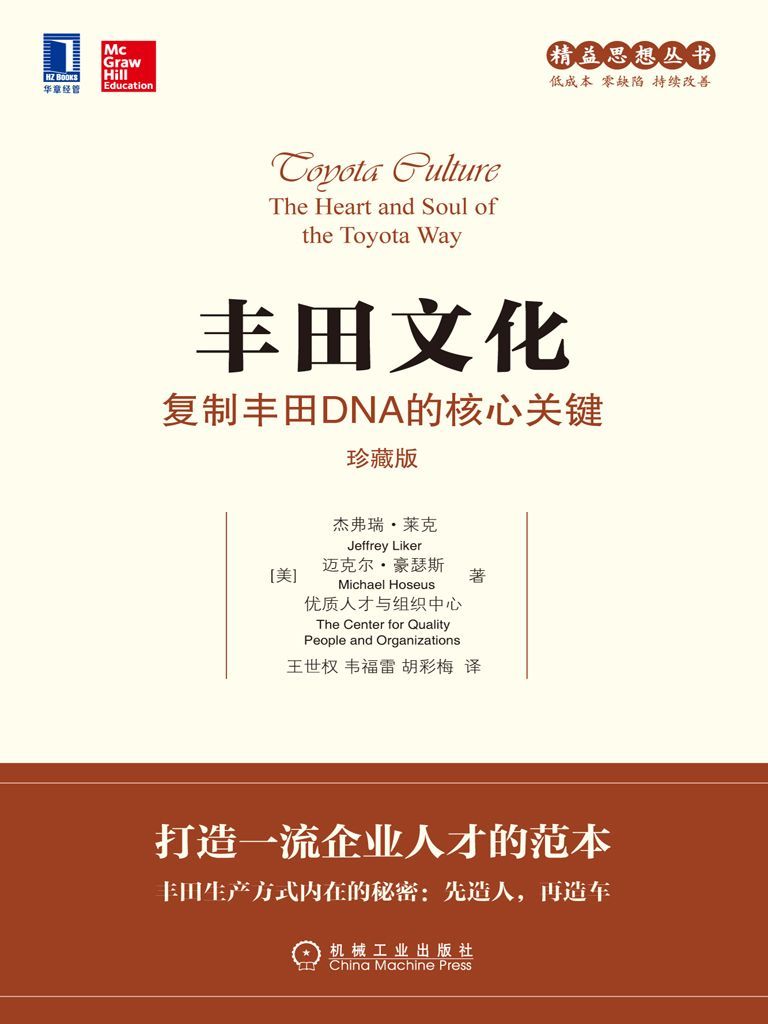 HZ Books
华章经管
Mc
Graw
Hill
Education
精益思想丛书
低成本 零缺陷 持续改善
Toyota Culture
The Heart and Soul of
the Toyota Way
丰田文化
复制丰田DNA的核心关键
珍藏版
杰弗瑞·莱克
Jeffrey Liker
迈克尔·豪瑟斯
[美] 著
Michael Hoseus
优质人才与组织中心
The Center for Quality
People and Organizations
王世权 韦福雷 胡彩梅 译
打造一流企业人才的范本
丰田生产方式内在的秘密：先造人，再造车
机械工业出版社
China Machine Press